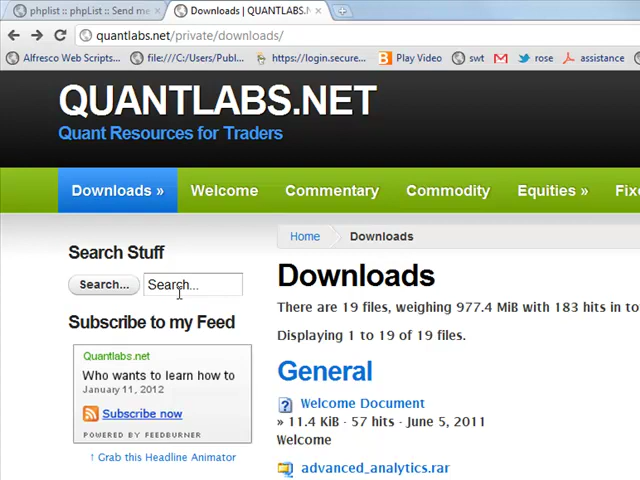 phplist :: phpList :: Send me
Downloads | QUANTLABS.N
quantlabs.net/private/downloads/
Alfresco Web Scripts...
file:///C:/Users/Publ...
https://login.secure...
Play Video
swt
rose
assistance
QUANTLABS.NET
Quant Resources for Traders
Downloads »
Welcome
Commentary
Commodity
Equities »
Fix
Search Stuff
Search...
Search...
Subscribe to my Feed
Quantlabs.net
Who wants to learn how to
January 11, 2012
Subscribe now
POWERED BY FEEDBURNER
↑ Grab this Headline Animator
Home
Downloads
Downloads
There are 19 files, weighing 977.4 MiB with 183 hits in to
Displaying 1 to 19 of 19 files.
General
Welcome Document
» 11.4 KiB · 57 hits · June 5, 2011
Welcome
advanced_analytics.rar